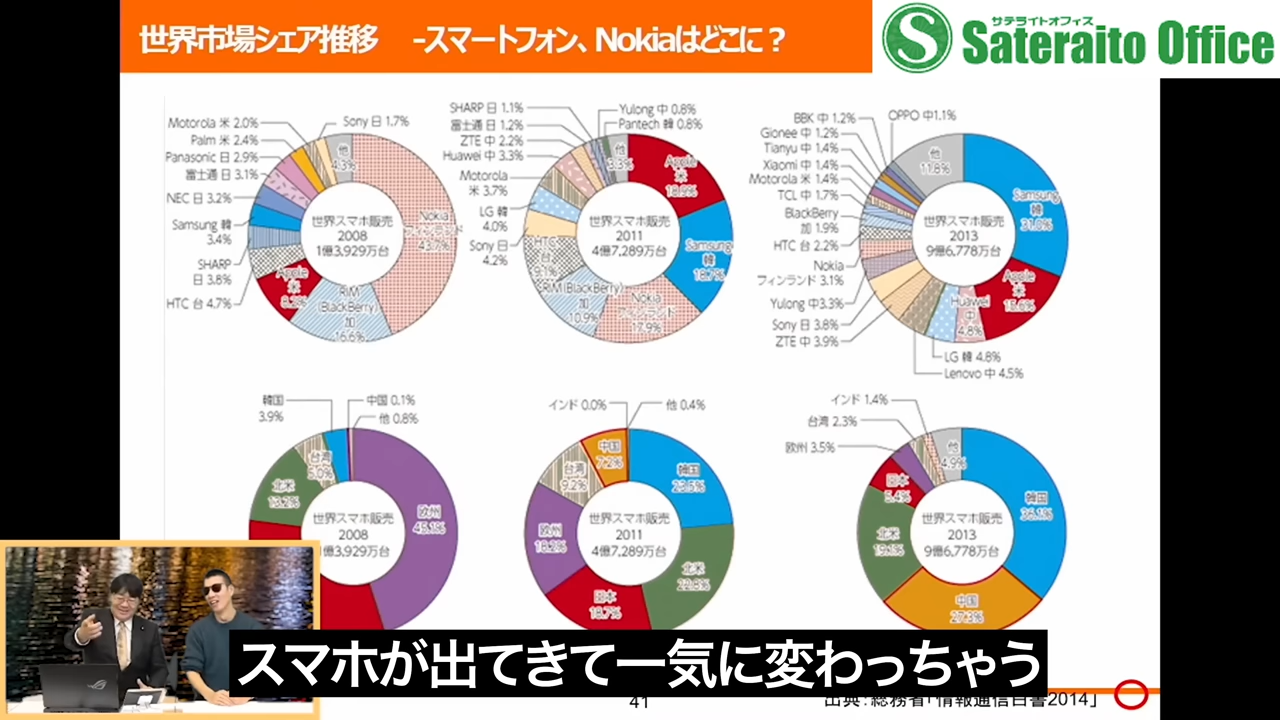 世界市場シェア推移 -スマートフォン、Nokiaはどこに？
サテライトオフィス
Sateraito Office
Motorola 米 2.0%
Palm 米 2.4%
Panasonic 日 2.9%
富士通 日 3.1%
NEC 日 3.2%
Samsung 韓
3.4%
SHARP
日 3.8%
HTC 台 4.7%
Sony 日 1.7%
他
4.3%
Nokia
フィンランド
43.7%
Apple
米
RiM
(BlackBerry)
加
16.6%
世界スマホ販売
2008
1億3,929万台
SHARP 日 1.1%
富士通 日 1.2%
ZTE 中 2.2%
Huawei 中 3.3%
Motorola
米 3.7%
LG 韓
4.0%
Sony 日
4.2%
HTC
台
9.1%
RiM(BlackBerry)
加
10.9%
Nokia
フィンランド
17.9%
Yulong 中 0.8%
Pantech 韓 0.8%
他
3.3%
Apple
米
18.9%
Samsung
韓
18.7%
世界スマホ販売
2011
4億7,289万台
BBK 中 1.2%
Gionee 中 1.2%
Tianyu 中 1.4%
Xiaomi 中 1.4%
Motorola 米 1.4%
TCL 中 1.7%
BlackBerry
加 1.9%
HTC 台 2.2%
Nokia
フィンランド 3.1%
Yulong 中3.3%
Sony 日 3.8%
ZTE 中 3.9%
OPPO 中1.1%
他
11.8%
Samsung
韓
Apple
米
15.6%
Huawei
中
4.8%
LG 韓 4.8%
Lenovo 中 4.5%
世界スマホ販売
2013
9億6,778万台
韓国
3.9%
中国 0.1%
他 0.8%
台湾
北米
13.2%
欧州
45.1%
世界スマホ販売
2008
1億3,929万台
インド 0.0%
他 0.4%
中国
7.2%
台湾
9.2%
欧州
18.2%
日本
18.7%
北米
22.8%
韓国
23.5%
世界スマホ販売
2011
4億7,289万台
インド 1.4%
台湾 2.3%
欧州 3.5%
他
4.9%
日本
5.4%
北米
韓国
36.1%
中国
27.3%
世界スマホ販売
2013
9億6,778万台
スマホが出てきて一気に変わっちゃう
41
出典：総務省「情報通信白書2014」